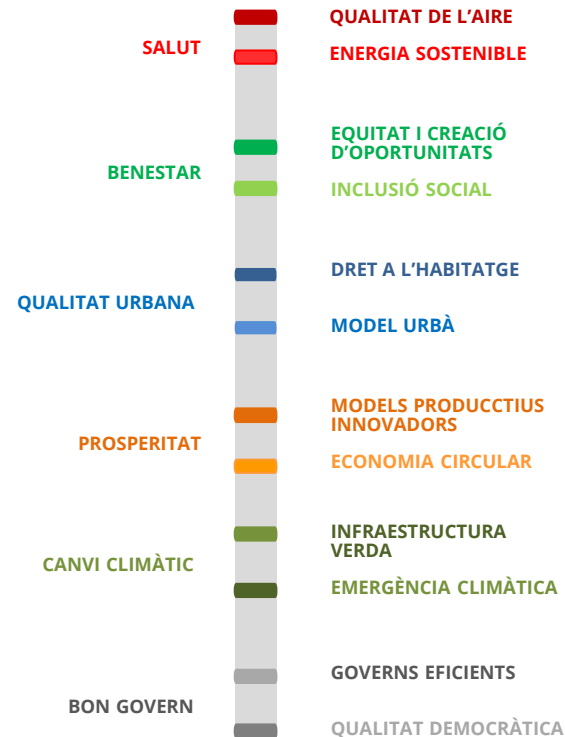 QUALITAT DE L'AIRE
SALUT
ENERGIA SOSTENIBLE
EQUITAT I CREACIÓ
D'OPORTUNITATS
BENESTAR
INCLUSIÓ SOCIAL
DRET A L'HABITATGE
QUALITAT URBANA
MODEL URBÀ
MODELS PRODUCCTIUS
INNOVADORS
PROSPERITAT
ECONOMIA CIRCULAR
INFRAESTRUCTURA
VERDA
CANVI CLIMÀTIC
EMERGÈNCIA CLIMÀTICA
GOVERNS EFICIENTS
BON GOVERN
QUALITAT DEMOCRÀTICA